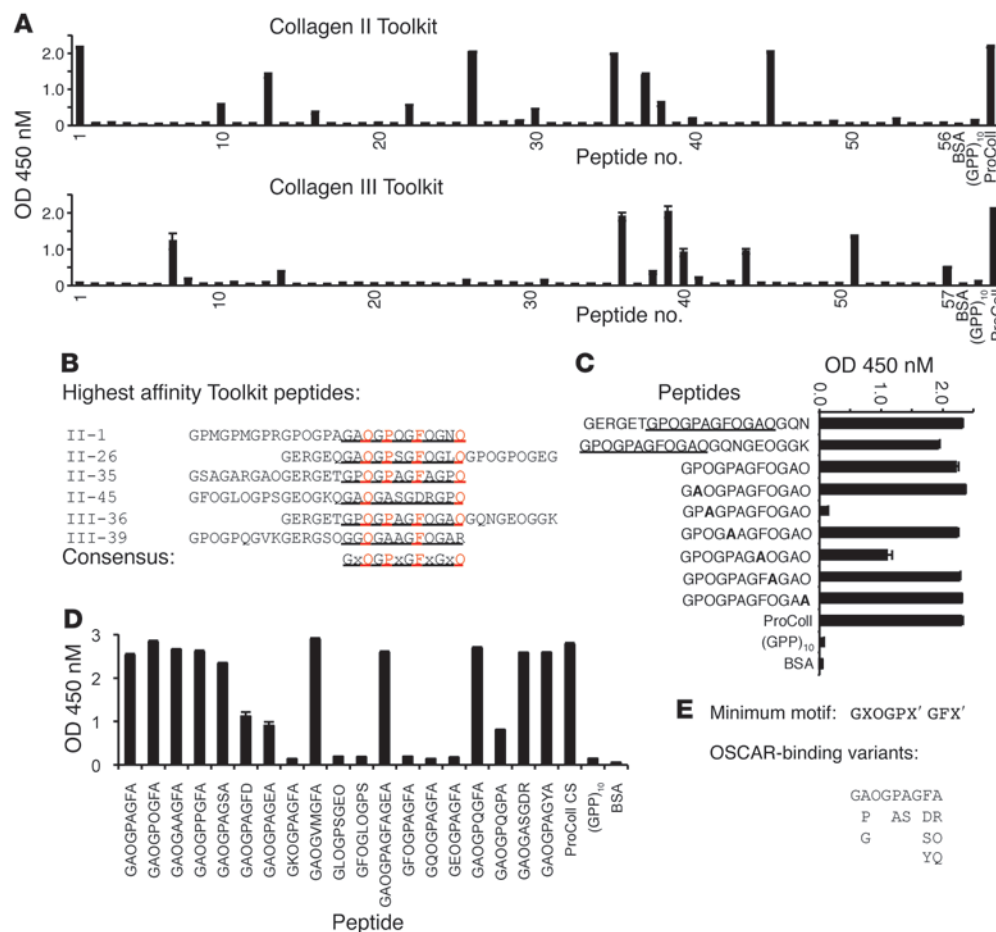 A
Collagen II Toolkit
2.0
1.0
0
1
10
20
30
40
50
56
BSA
(GPP)10
ProColl
Peptide no.
OD 450 nM
Collagen III Toolkit
2.0
1.0
0
1
10
20
30
40
50
57
BSA
(GPP)10
ProColl
Peptide no.
B
Highest affinity Toolkit peptides:
II-1 GPMGPMGPRGPOGPAGAOGPOGFOGNO
II-26 GERGEQGAOGPSGFQGLOGPOGPOGEG
II-35 GSAGARGAOGERGETGPOGPAGFAGPO
II-45 GFOGLOGPSGEOGKQGAOGASGDRGPO
III-36 GERGETGPOGPAGFOGAOGQNGEOGGK
III-39 GPOGPQGVKGERGSOGGOGAAGFOGAR
Consensus: GxOGPxGFxGxO
C
OD 450 nM
Peptides
0.0
1.0
2.0
GERGETGPOGPAGFOGAOGQN
GPOGPAGFOGAOGQNGEOGGK
GPOGPAGFOGAO
GAOGPAGFOGAO
GPAGPAGFOGAO
GPOGAAGFOGAO
GPOGPAGAOGAO
GPOGPAGFAGAO
GPOGPAGFOGAA
ProColl
(GPP)10
BSA
D
OD 450 nM
3
2
1
0
GAOGPAGFA
GAOGPOGFA
GAOGAAGFA
GAOGPPGFA
GAOGPAGSA
GAOGPAGFD
GAOGPAGEA
GKOGPAGFA
GAOGVMGFA
GLOGPSGEO
GFOGLOGPS
GAOGPAGFAGEA
GFOGPAGFA
GQOGPAGFA
GEOGPAGFA
GAOGPQGFA
GAOGPQGPA
GAOGASGDR
GAOGPAGYA
ProColl CS
(GPP)10
BSA
Peptide
E
Minimum motif: GXOGPX′ GFX′
OSCAR-binding variants:
GAOGPAGFA
P AS DR
G SO
YQ